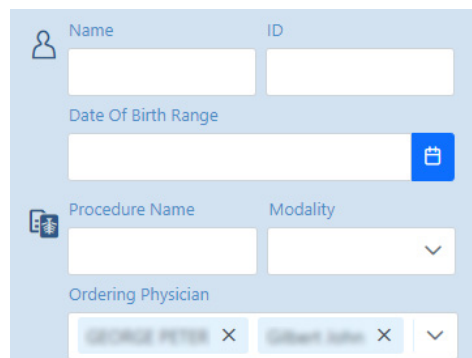 Name ID
Date Of Birth Range
Procedure Name Modality
Ordering Physician